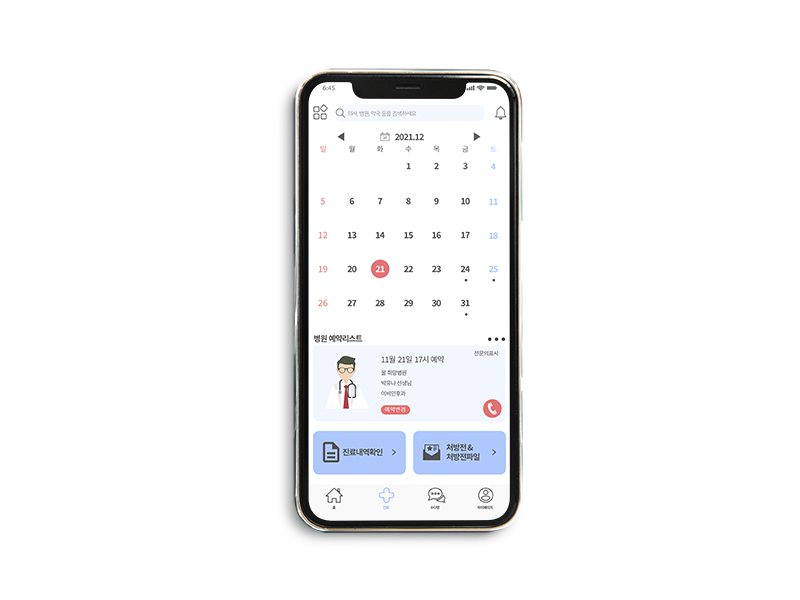 6:45
의사, 병원, 약국 등을 검색하세요
2021.12
일 월 화 수 목 금 토
1 2 3 4
5 6 7 8 9 10 11
12 13 14 15 16 17 18
19 20 21 22 23 24 25
26 27 28 29 30 31
병원 예약리스트
전문의표시
11월 21일 17시 예약
꿈 희망병원
박유나 선생님
이비인후과
예약변경
진료내역확인
처방전 &
처방전파일
홈 진료 수다방 마이페이지